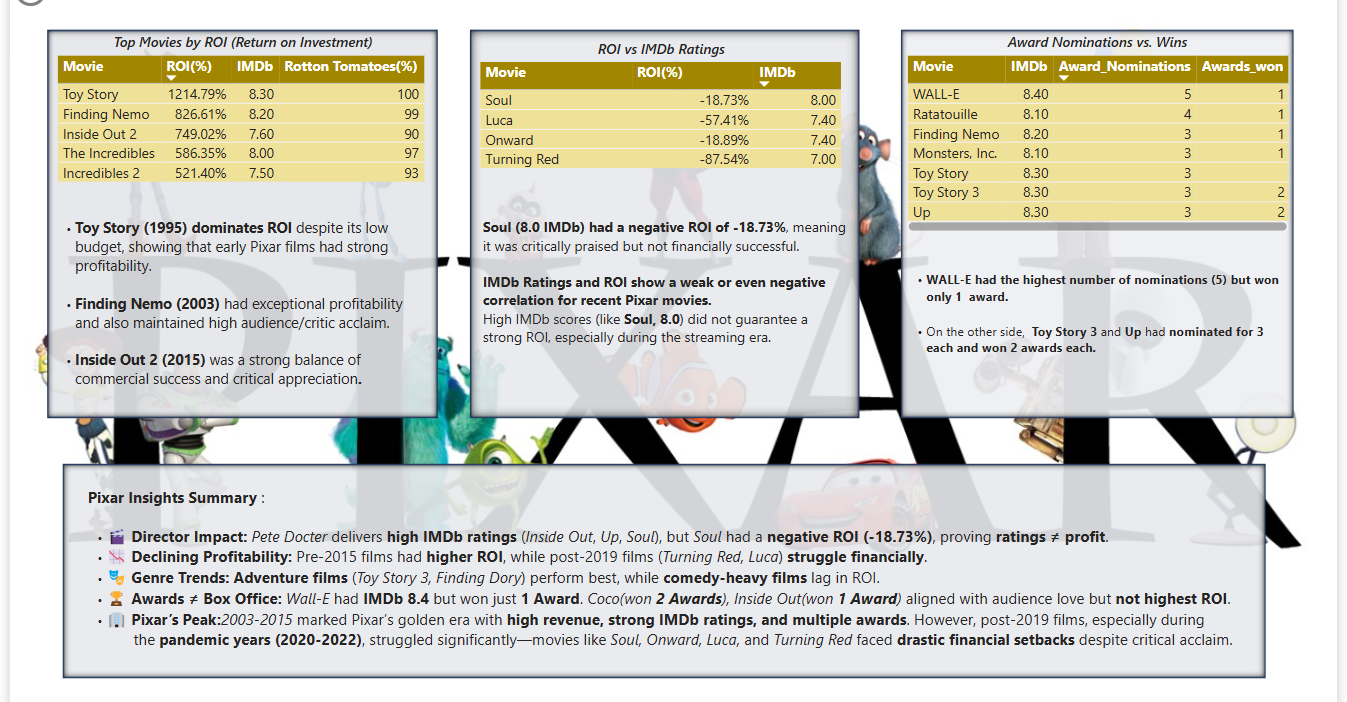 Top Movies by ROI (Return on Investment)
Movie ROI(%) IMDb Rotton Tomatoes(%)
Toy Story 1214.79% 8.30 100
Finding Nemo 826.61% 8.20 99
Inside Out 2 749.02% 7.60 90
The Incredibles 586.35% 8.00 97
Incredibles 2 521.40% 7.50 93
• Toy Story (1995) dominates ROI despite its low
budget, showing that early Pixar films had strong
profitability.
• Finding Nemo (2003) had exceptional profitability
and also maintained high audience/critic acclaim.
• Inside Out 2 (2015) was a strong balance of
commercial success and critical appreciation.
ROI vs IMDb Ratings
Movie ROI(%) IMDb
Soul -18.73% 8.00
Luca -57.41% 7.40
Onward -18.89% 7.40
Turning Red -87.54% 7.00
Soul (8.0 IMDb) had a negative ROI of -18.73%, meaning
it was critically praised but not financially successful.
IMDb Ratings and ROI show a weak or even negative
correlation for recent Pixar movies.
High IMDb scores (like Soul, 8.0) did not guarantee a
strong ROI, especially during the streaming era.
Award Nominations vs. Wins
Movie IMDb Award_Nominations Awards_won
WALL-E 8.40 5 1
Ratatouille 8.10 4 1
Finding Nemo 8.20 3 1
Monsters, Inc. 8.10 3 1
Toy Story 8.30 3
Toy Story 3 8.30 3 2
Up 8.30 3 2
• WALL-E had the highest number of nominations (5) but won
only 1 award.
• On the other side, Toy Story 3 and Up had nominated for 3
each and won 2 awards each.
PIXAR
Pixar Insights Summary :
• Director Impact: Pete Docter delivers high IMDb ratings (Inside Out, Up, Soul), but Soul had a negative ROI (-18.73%), proving ratings ≠ profit.
• Declining Profitability: Pre-2015 films had higher ROI, while post-2019 films (Turning Red, Luca) struggle financially.
• Genre Trends: Adventure films (Toy Story 3, Finding Dory) perform best, while comedy-heavy films lag in ROI.
• Awards ≠ Box Office: Wall-E had IMDb 8.4 but won just 1 Award. Coco(won 2 Awards), Inside Out(won 1 Award) aligned with audience love but not highest ROI.
• Pixar's Peak:2003-2015 marked Pixar's golden era with high revenue, strong IMDb ratings, and multiple awards. However, post-2019 films, especially during
the pandemic years (2020-2022), struggled significantly—movies like Soul, Onward, Luca, and Turning Red faced drastic financial setbacks despite critical acclaim.